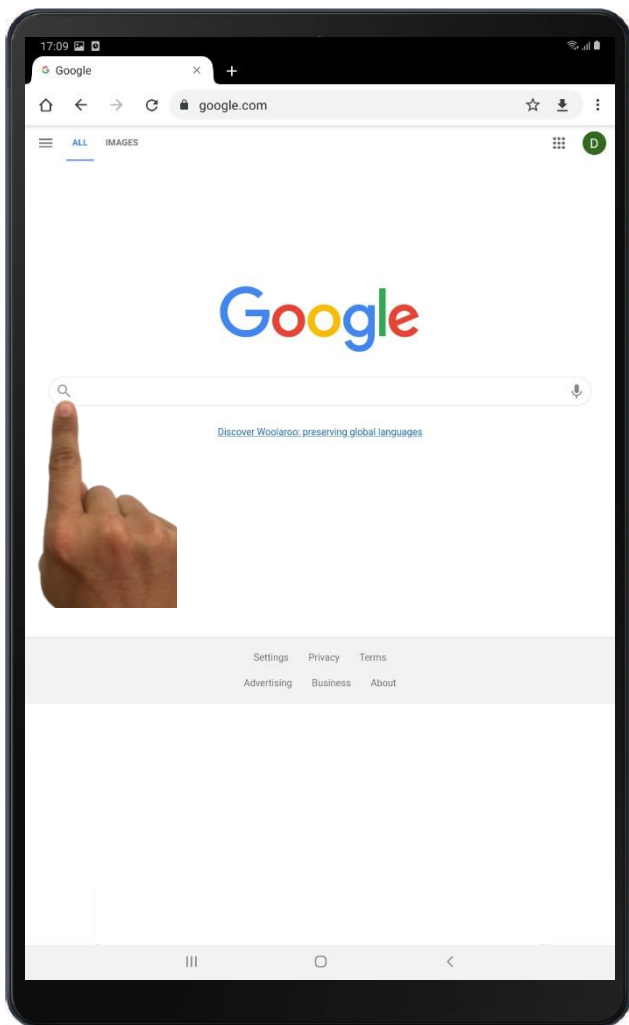 17:09
Google
google.com
ALL IMAGES
D
Google
Discover Woolaroo: preserving global languages
Settings Privacy Terms
Advertising Business About